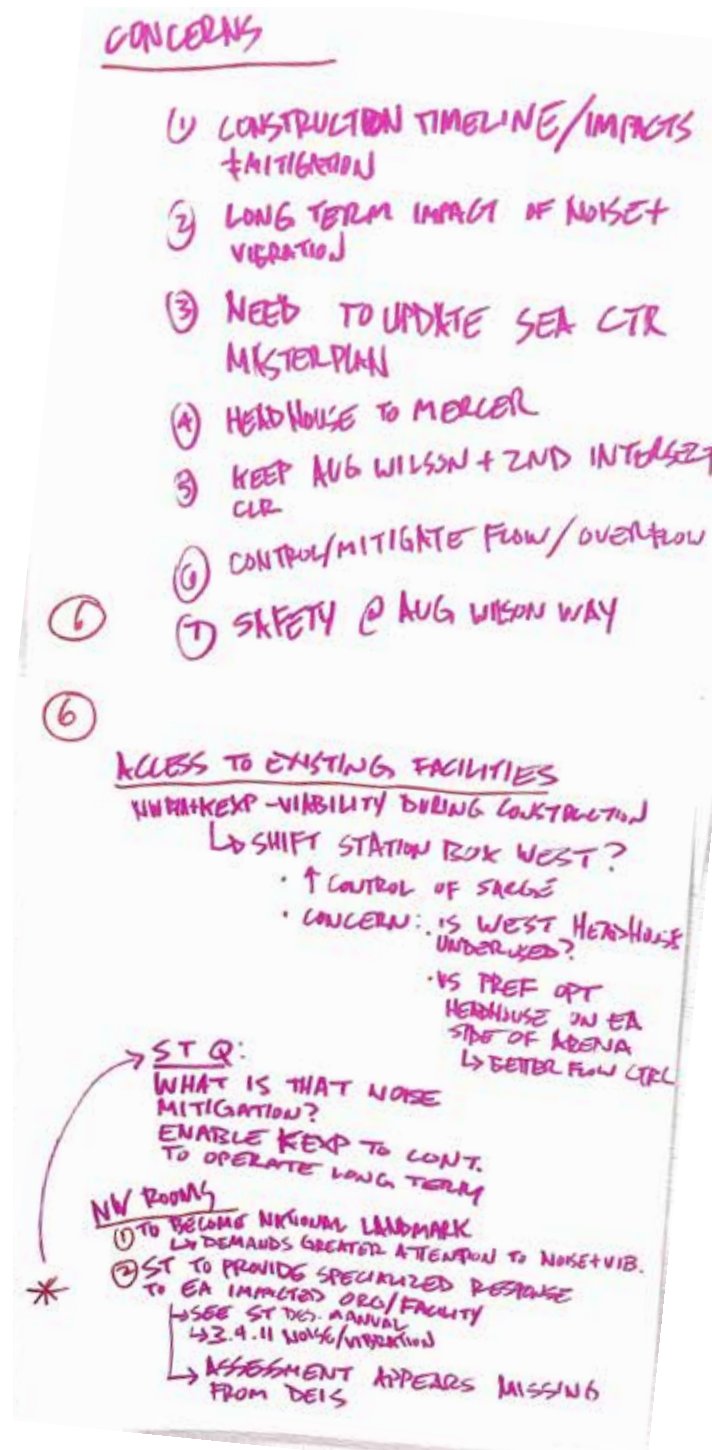 CONCERNS
① CONSTRUCTION TIMELINE/IMPACTS
+MITIGATION
② LONG TERM IMPACT OF NOISE+
VIBRATION
③ NEED TO UPDATE SEA CTR
MASTERPLAN
④ HEADHOUSE TO MERCER
⑤ KEEP AUG WILSON + 2ND INTERSECT
CLR
⑥ CONTROL/MITIGATE FLOW/OVERFLOW
⑦ SAFETY @ AUG WILSON WAY
⑥
⑥
ACCESS TO EXISTING FACILITIES
+KEXP - VIABILITY DURING CONSTRUCTION
↳ SHIFT STATION BOX WEST?
· ↑ CONTROL OF SURGE
· CONCERN: · IS WEST HEADHOUSE
UNDERUSED?
· VS PREF OPT
HEADHOUSE ON EA
SIDE OF ARENA
↳ BETTER FLOW CTRL
ST Q:
WHAT IS THAT NOISE
MITIGATION?
ENABLE KEXP TO CONT.
TO OPERATE LONG TERM
NW ROOMS
① TO BECOME NATIONAL LANDMARK
↳ DEMANDS GREATER ATTENTION TO NOISE+VIB.
* ② ST TO PROVIDE SPECIALIZED RESPONSE
TO EA IMPACTED ORG/FACILITY
↳ SEE ST DES. MANUAL
↳ 3.4.11 NOISE/VIBRATION
↳ ASSESSMENT APPEARS MISSING
FROM DEIS